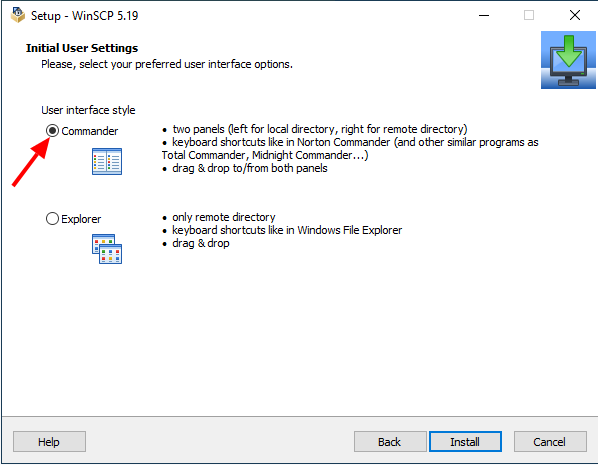 Setup - WinSCP 5.19
Initial User Settings
Please, select your preferred user interface options.
User interface style
Commander
• two panels (left for local directory, right for remote directory)
• keyboard shortcuts like in Norton Commander (and other similar programs as
Total Commander, Midnight Commander...)
• drag & drop to/from both panels
Explorer
• only remote directory
• keyboard shortcuts like in Windows File Explorer
• drag & drop
Help
Back
Install
Cancel